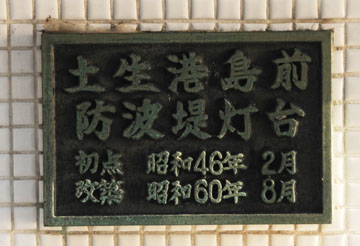 土生港島前
防波堤灯台
初点 昭和46年 2月
改築 昭和60年 8月